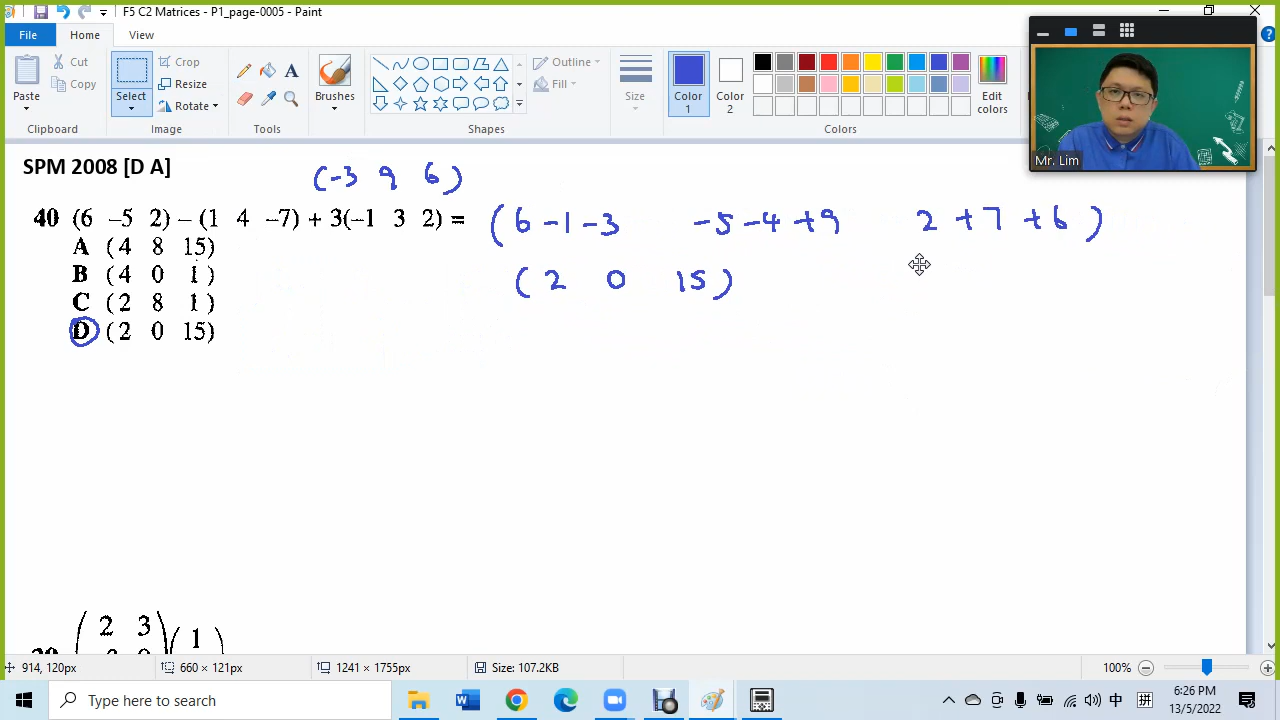 F5 C2 Matrices - P1_page-0005 - Paint
File Home View
Paste Cut Copy Clipboard
Select Crop Resize Rotate Image
A Tools
Brushes
Outline Fill Shapes
Size
Color 1 Color 2 Edit colors Colors
Mr. Lim
SPM 2008 [D A]
(-3 9 6)
40 (6 -5 2) - (1 4 -7) + 3(-1 3 2) = (6 -1 -3 -5 -4 +9 2 +7 +6)
A (4 8 15)
B (4 0 1)
(2 0 15)
C (2 8 1)
D (2 0 15)
2 3
1
914, 120px 660 × 121px 1241 × 1755px Size: 107.2KB 100%
Type here to search
中 拼 6:26 PM
13/5/2022